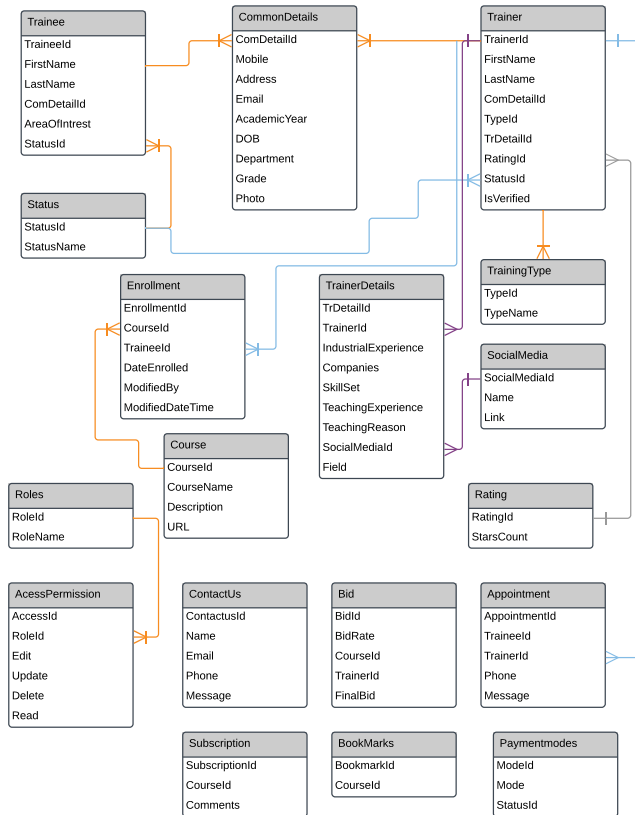 Trainee
TraineeId
FirstName
LastName
ComDetailId
AreaOfIntrest
StatusId
CommonDetails
ComDetailId
Mobile
Address
Email
AcademicYear
DOB
Department
Grade
Photo
Trainer
TrainerId
FirstName
LastName
ComDetailId
TypeId
TrDetailId
RatingId
StatusId
IsVerified
Status
StatusId
StatusName
Enrollment
EnrollmentId
CourseId
TraineeId
DateEnrolled
ModifiedBy
ModifiedDateTime
TrainerDetails
TrDetailId
TrainerId
IndustrialExperience
Companies
SkillSet
TeachingExperience
TeachingReason
SocialMediaId
Field
TrainingType
TypeId
TypeName
SocialMedia
SocialMediaId
Name
Link
Course
CourseId
CourseName
Description
URL
Roles
RoleId
RoleName
Rating
RatingId
StarsCount
AcessPermission
AccessId
RoleId
Edit
Update
Delete
Read
ContactUs
ContactusId
Name
Email
Phone
Message
Bid
BidId
BidRate
CourseId
TrainerId
FinalBid
Appointment
AppointmentId
TraineeId
TrainerId
Phone
Message
Subscription
SubscriptionId
CourseId
Comments
BookMarks
BookmarkId
CourseId
Paymentmodes
ModeId
Mode
StatusId